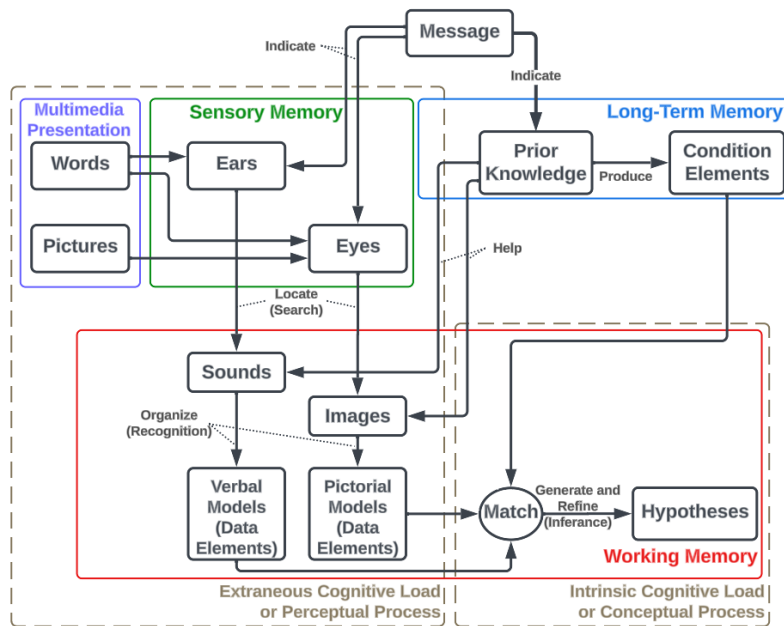 Message
Indicate
Indicate
Multimedia
Presentation
Sensory Memory
Long-Term Memory
Words
Ears
Prior
Knowledge
Produce
Condition
Elements
Pictures
Eyes
Help
Locate
(Search)
Sounds
Images
Organize
(Recognition)
Verbal
Models
(Data
Elements)
Pictorial
Models
(Data
Elements)
Match
Generate and
Refine
(Inferance)
Hypotheses
Working Memory
Extraneous Cognitive Load
or Perceptual Process
Intrinsic Cognitive Load
or Conceptual Process